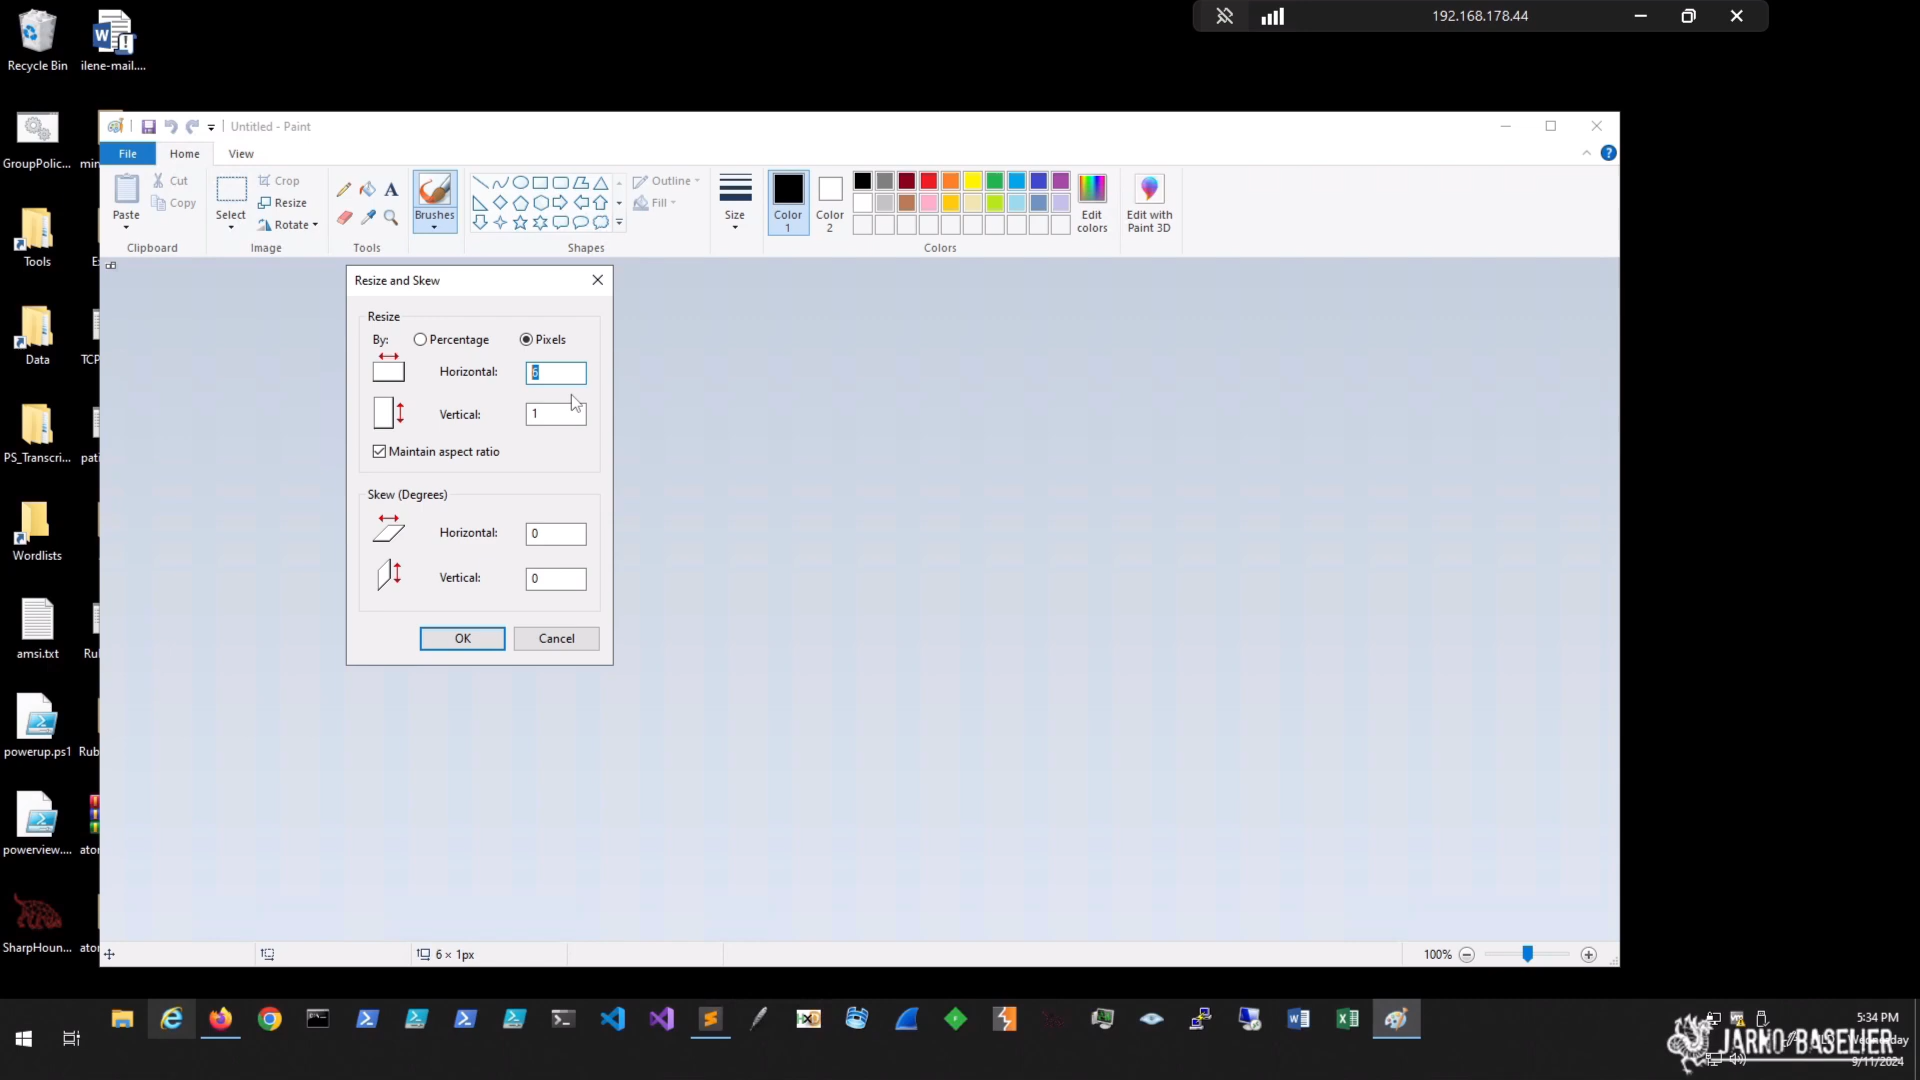 192.168.178.44
Recycle Bin
ilene-mail....
GroupPolic...
Tools
Data
PS_Transcri...
Wordlists
amsi.txt
powerup.ps1
powerview....
SharpHoun...
Untitled - Paint
File
Home
View
Paste
Cut
Copy
Clipboard
Select
Crop
Resize
Rotate
Image
Tools
Brushes
Shapes
Outline
Fill
Size
Color 1
Color 2
Colors
Edit colors
Edit with Paint 3D
Resize and Skew
Resize
By:
Percentage
Pixels
Horizontal:
6
Vertical:
1
Maintain aspect ratio
Skew (Degrees)
Horizontal:
0
Vertical:
0
OK
Cancel
6 × 1px
100%
5:34 PM
Wednesday
9/11/2024
JARNO BASELIER